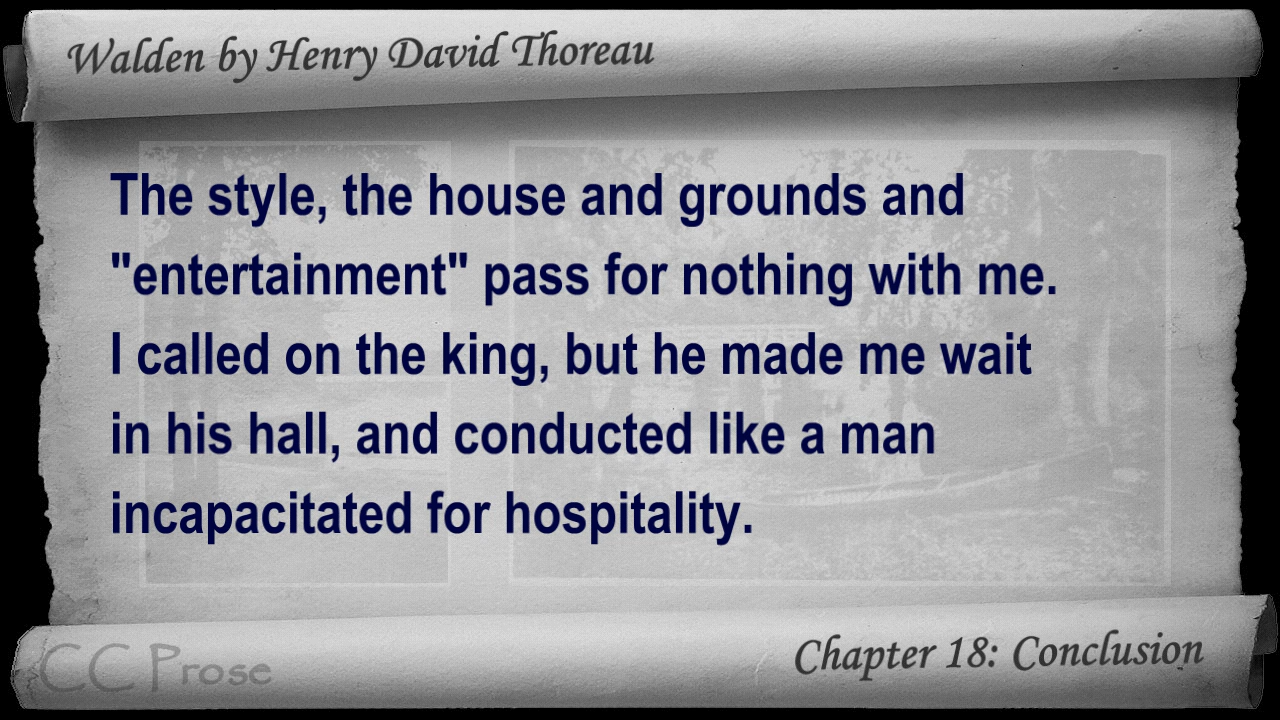 Walden by Henry David Thoreau
The style, the house and grounds and
"entertainment" pass for nothing with me.
I called on the king, but he made me wait
in his hall, and conducted like a man
incapacitated for hospitality.
CC Prose
Chapter 18: Conclusion